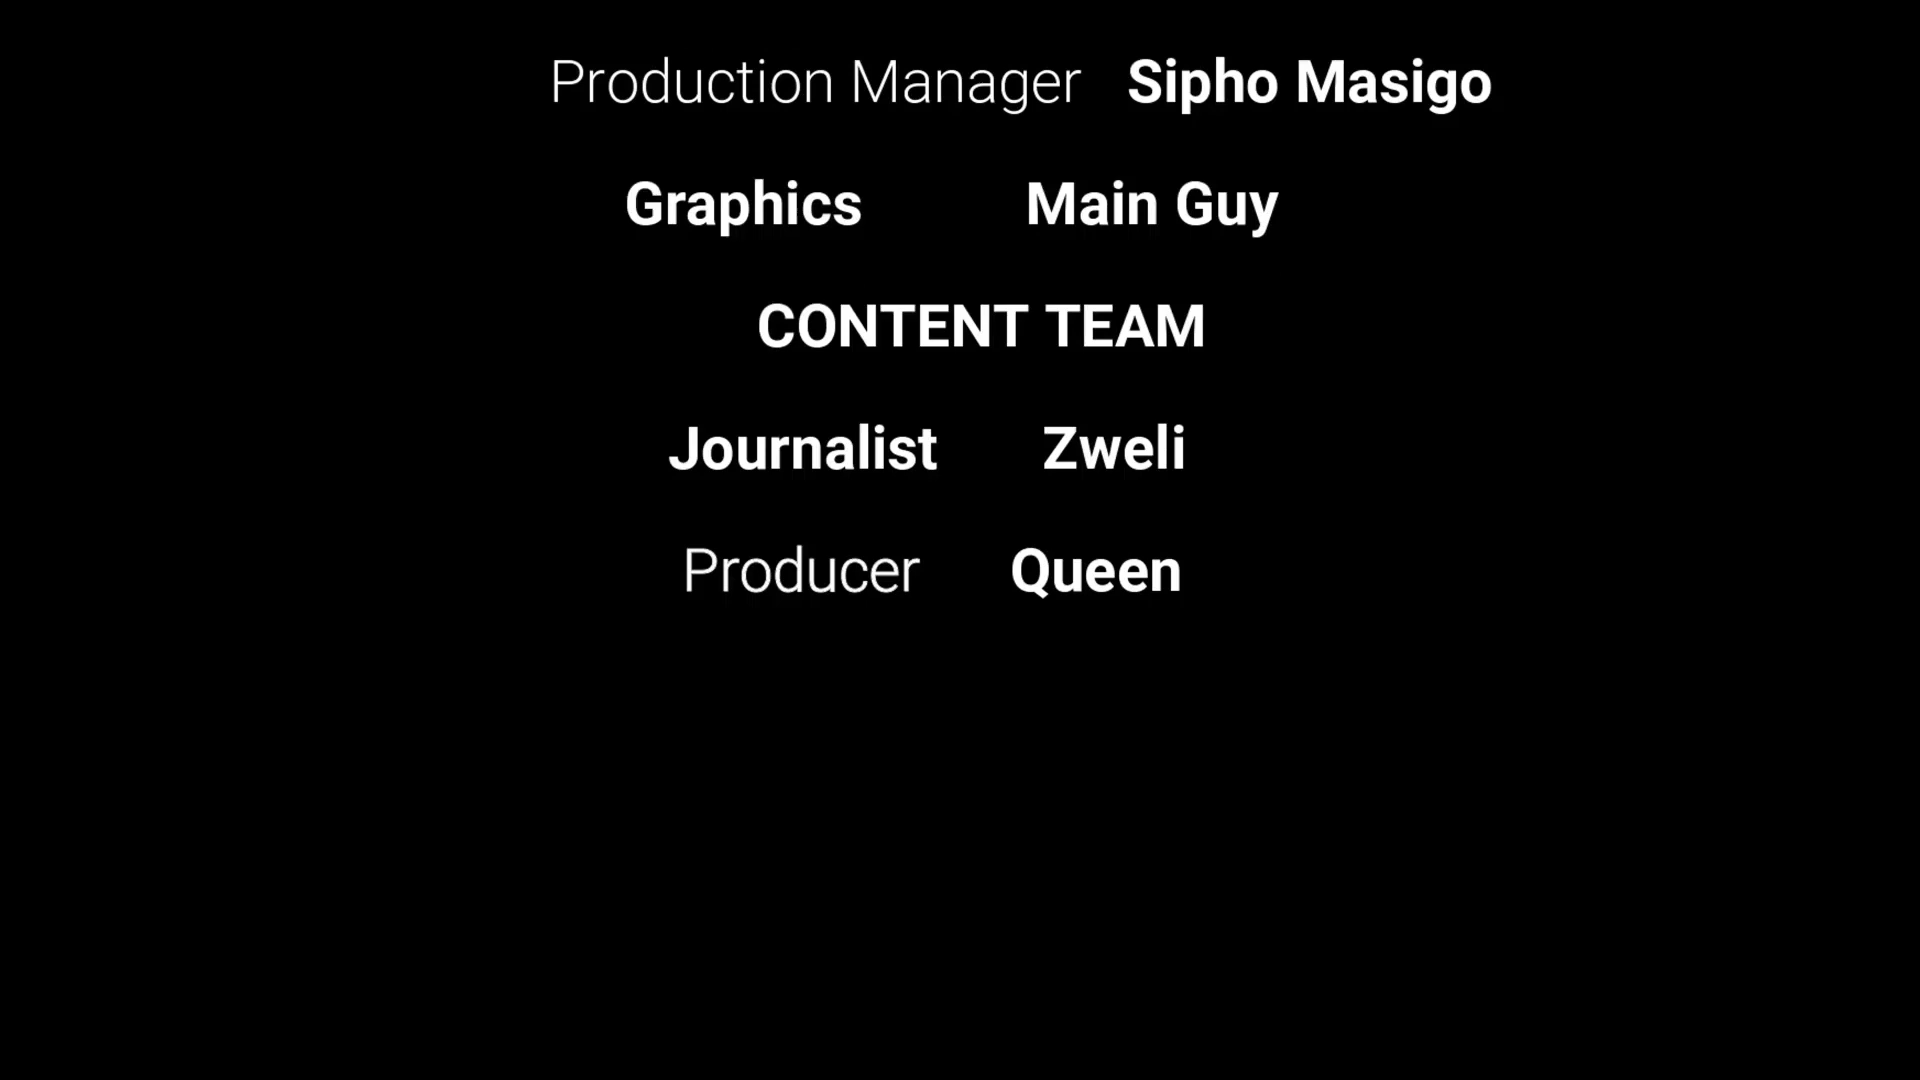 Production Manager Sipho Masigo
Graphics Main Guy
CONTENT TEAM
Journalist Zweli
Producer Queen